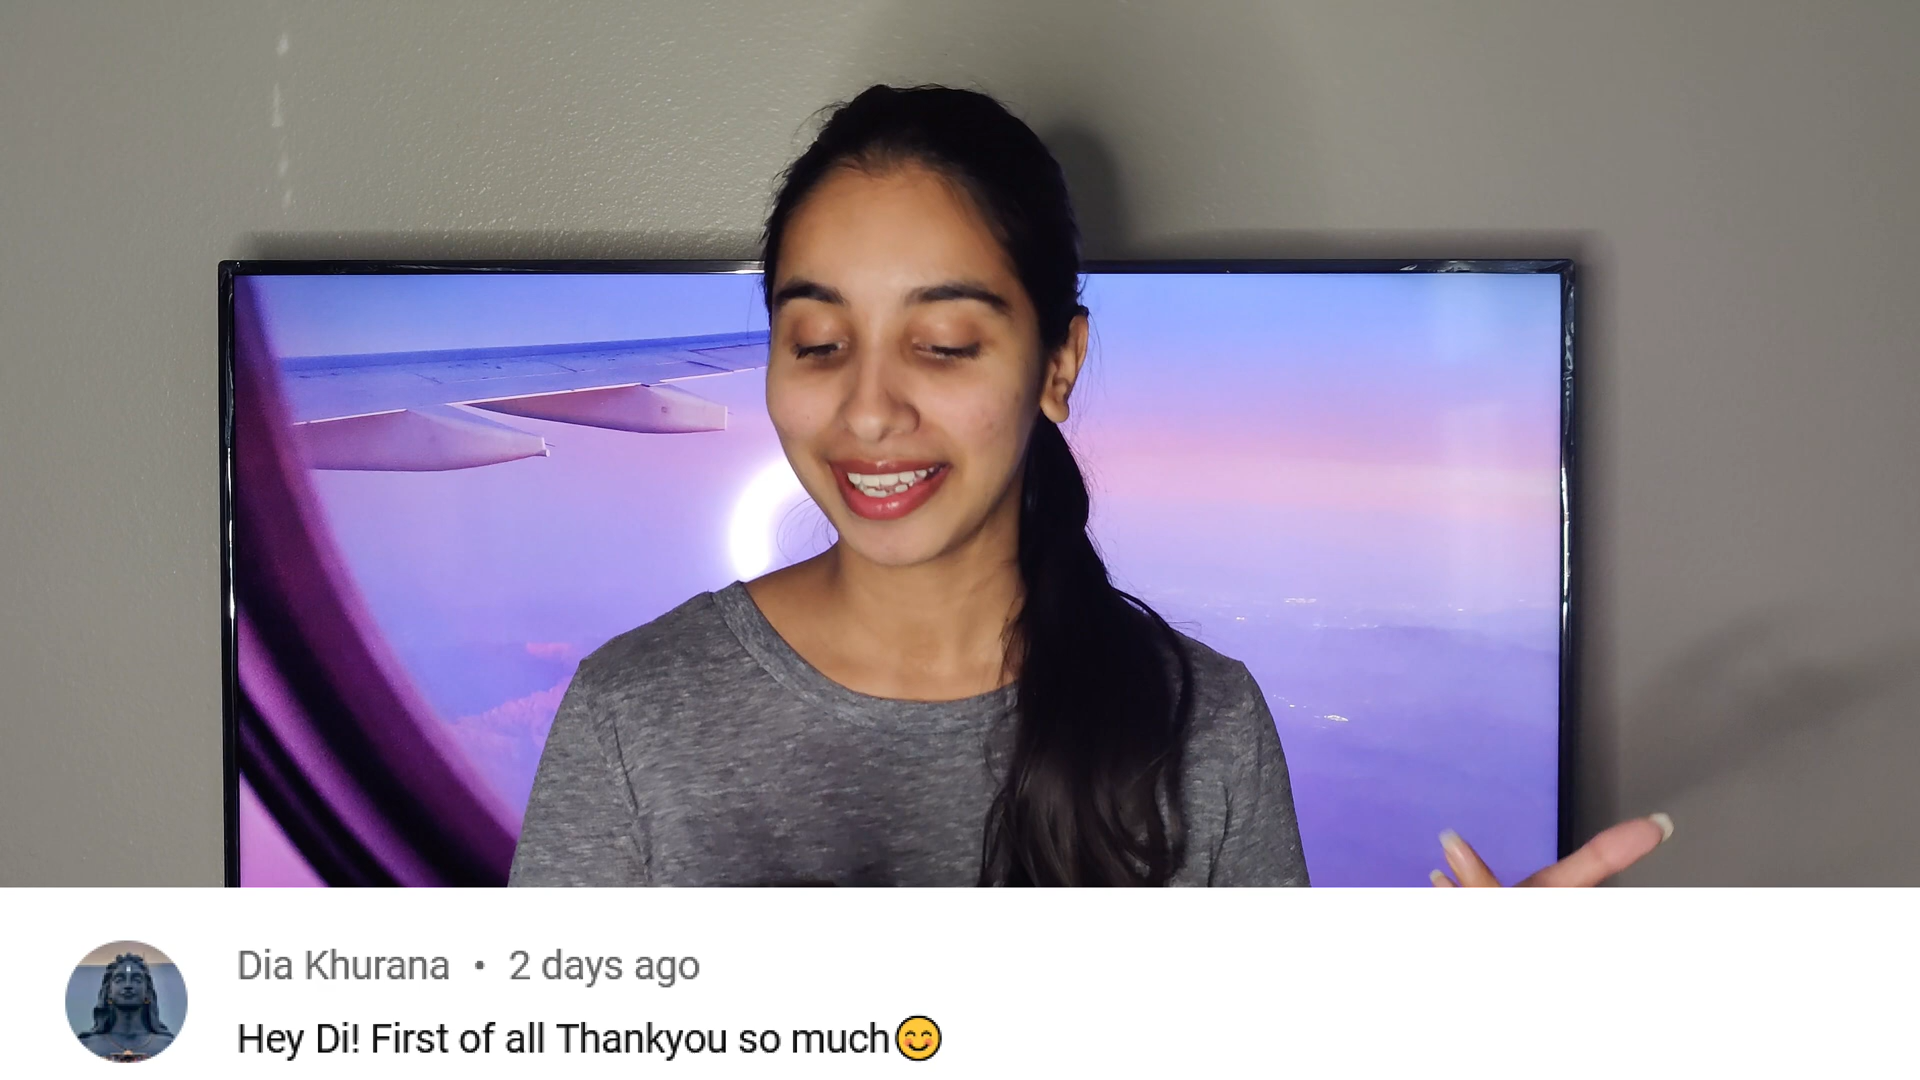 Dia Khurana • 2 days ago
Hey Di! First of all Thankyou so much😊